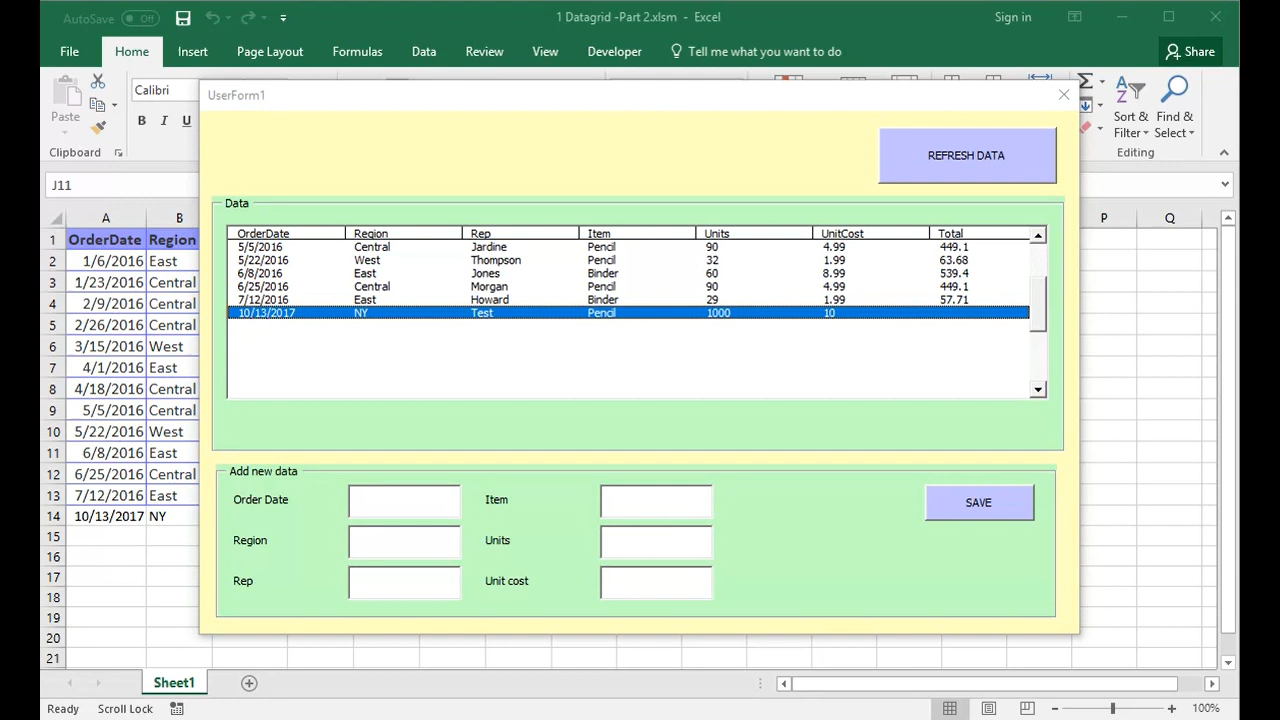 AutoSave Off 1 Datagrid -Part 2.xlsm - Excel Sign in
File Home Insert Page Layout Formulas Data Review View Developer Tell me what you want to do Share
Paste Calibri B I U Sort & Filter Find & Select
Clipboard Editing
UserForm1
REFRESH DATA
J11
A B P Q
Data
OrderDate Region Rep Item Units UnitCost Total
5/5/2016 Central Jardine Pencil 90 4.99 449.1
5/22/2016 West Thompson Pencil 32 1.99 63.68
6/8/2016 East Jones Binder 60 8.99 539.4
6/25/2016 Central Morgan Pencil 90 4.99 449.1
7/12/2016 East Howard Binder 29 1.99 57.71
10/13/2017 NY Test Pencil 1000 10
Add new data
Order Date Item SAVE
Region Units
Rep Unit cost
1 OrderDate Region
2 1/6/2016 East
3 1/23/2016 Central
4 2/9/2016 Central
5 2/26/2016 Central
6 3/15/2016 West
7 4/1/2016 East
8 4/18/2016 Central
9 5/5/2016 Central
10 5/22/2016 West
11 6/8/2016 East
12 6/25/2016 Central
13 7/12/2016 East
14 10/13/2017 NY
15
16
17
18
19
20
21
Sheet1
Ready Scroll Lock 100%